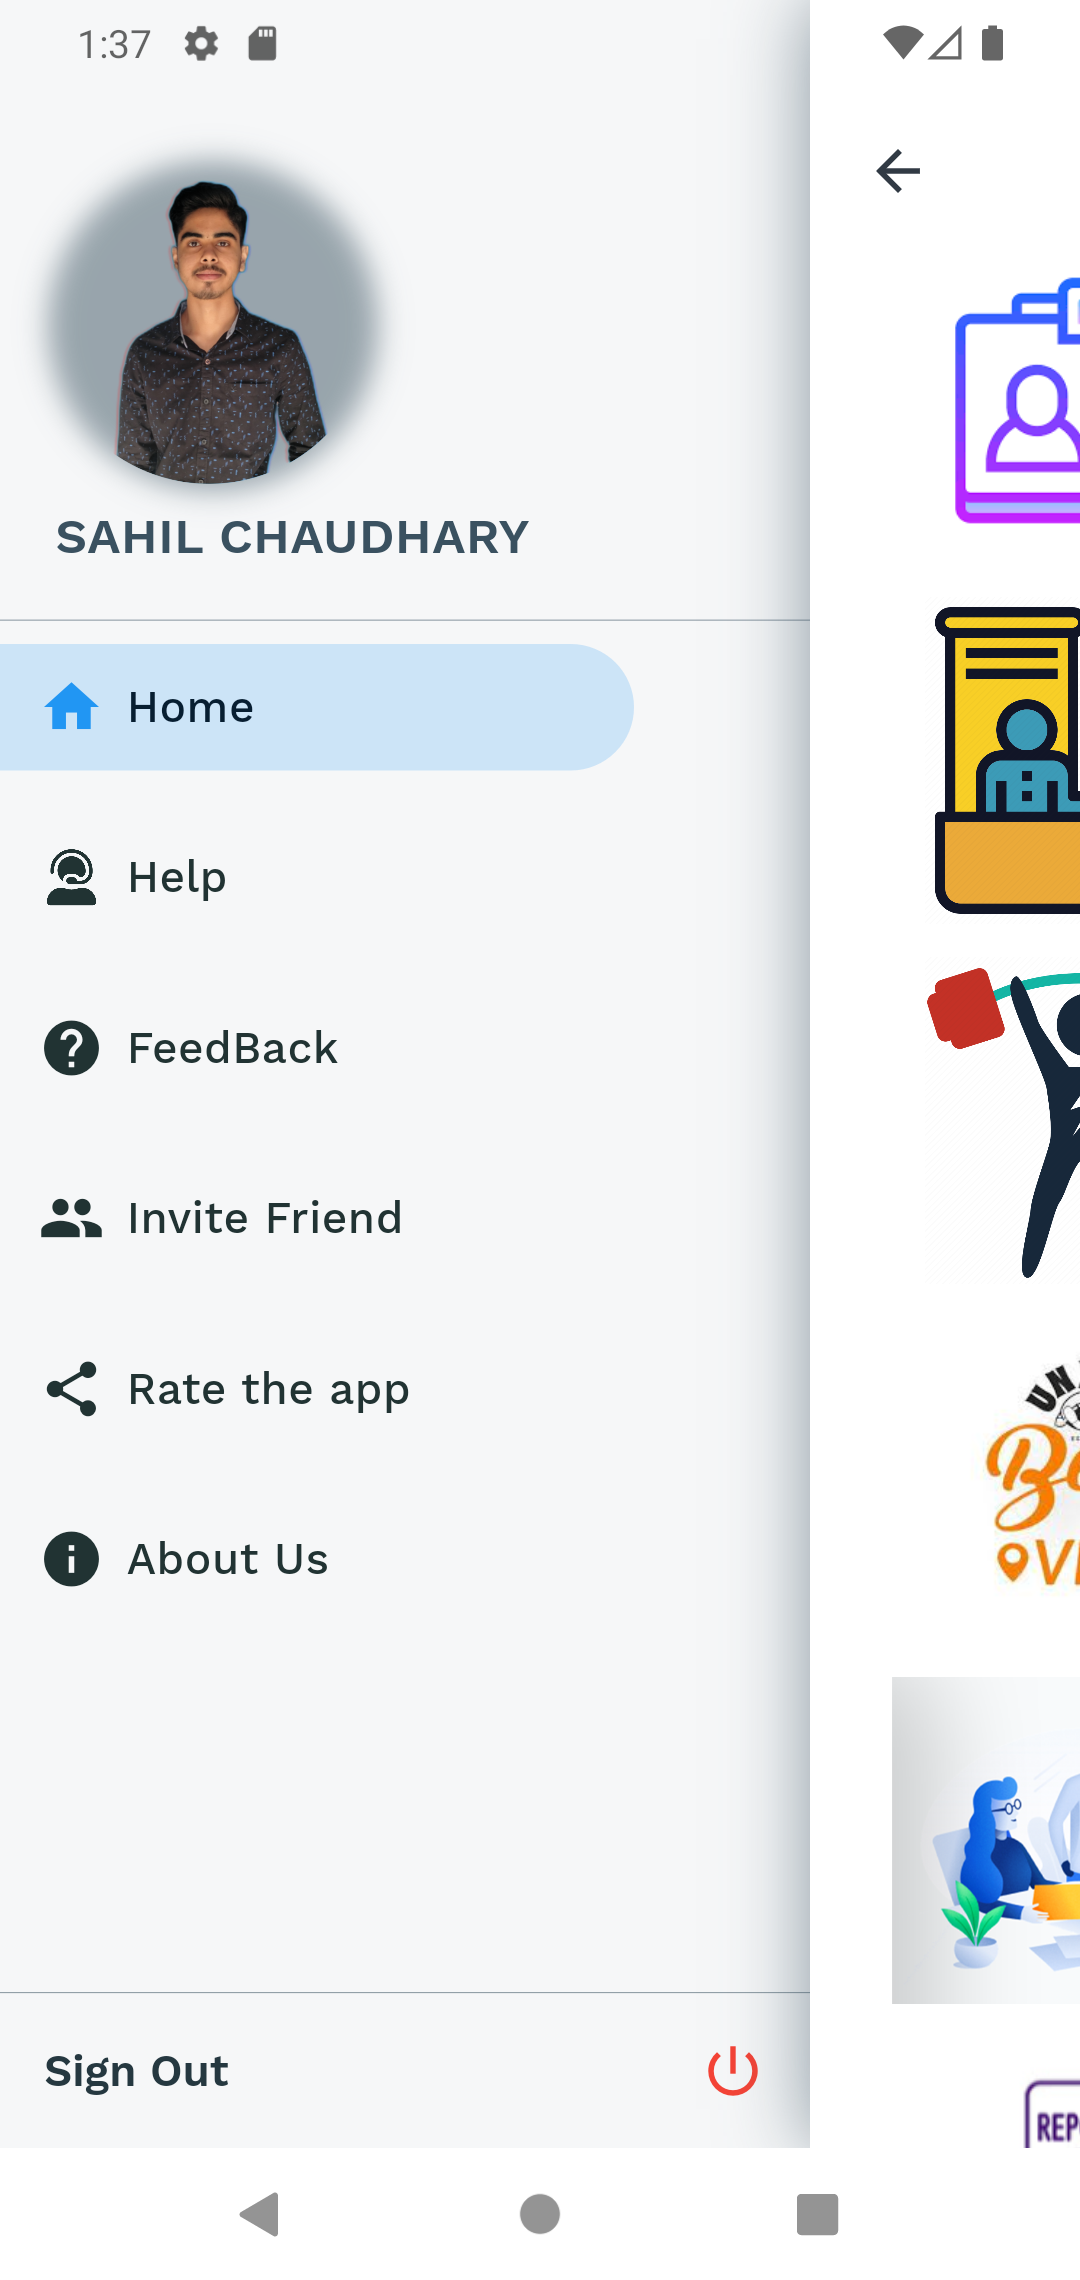 1:37
SAHIL CHAUDHARY
Home
Help
FeedBack
Invite Friend
Rate the app
About Us
Sign Out